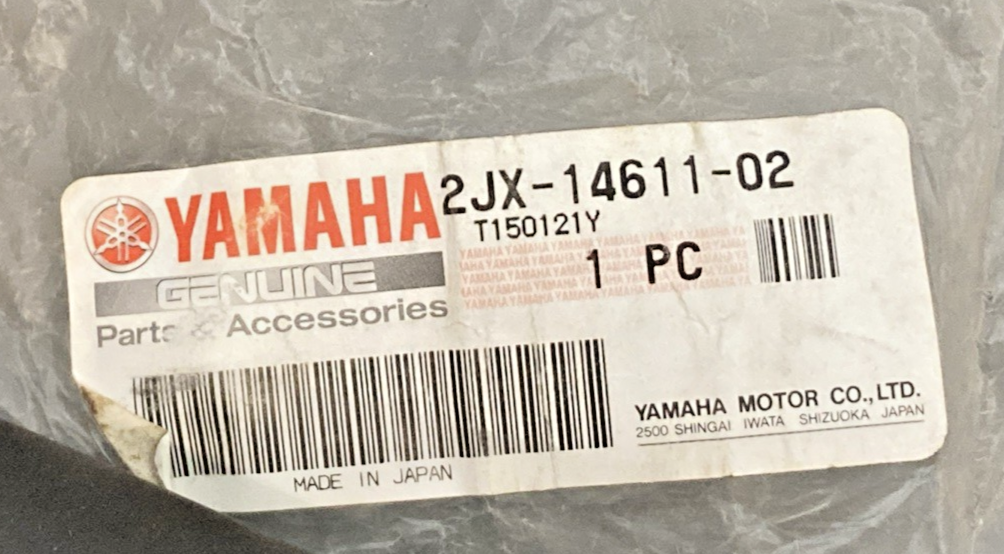 YAMAHA 2JX-14611-02
T150121Y
1 PC
GENUINE
Parts & Accessories
MADE IN JAPAN
YAMAHA MOTOR CO., LTD.
2500 SHINGAI IWATA SHIZUOKA JAPAN